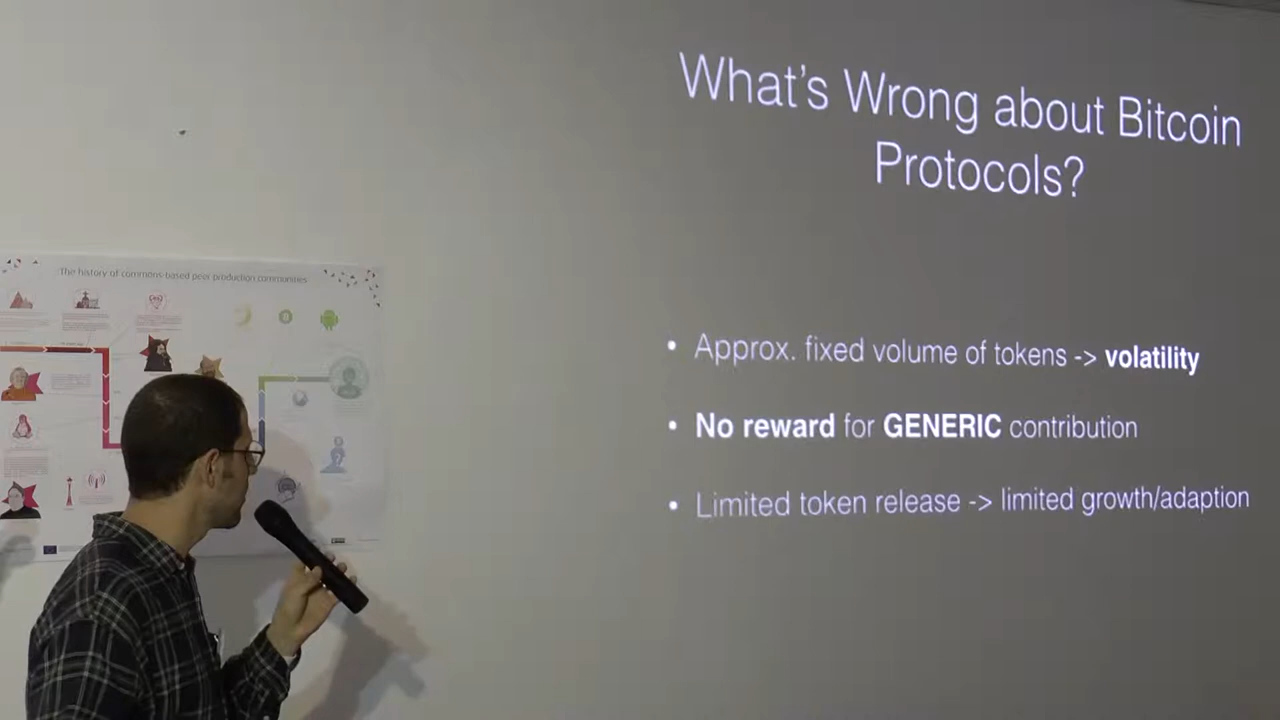 What's Wrong about Bitcoin
Protocols?
• Approx. fixed volume of tokens -> volatility
• No reward for GENERIC contribution
• Limited token release -> limited growth/adaption
The history of commons-based peer production communities